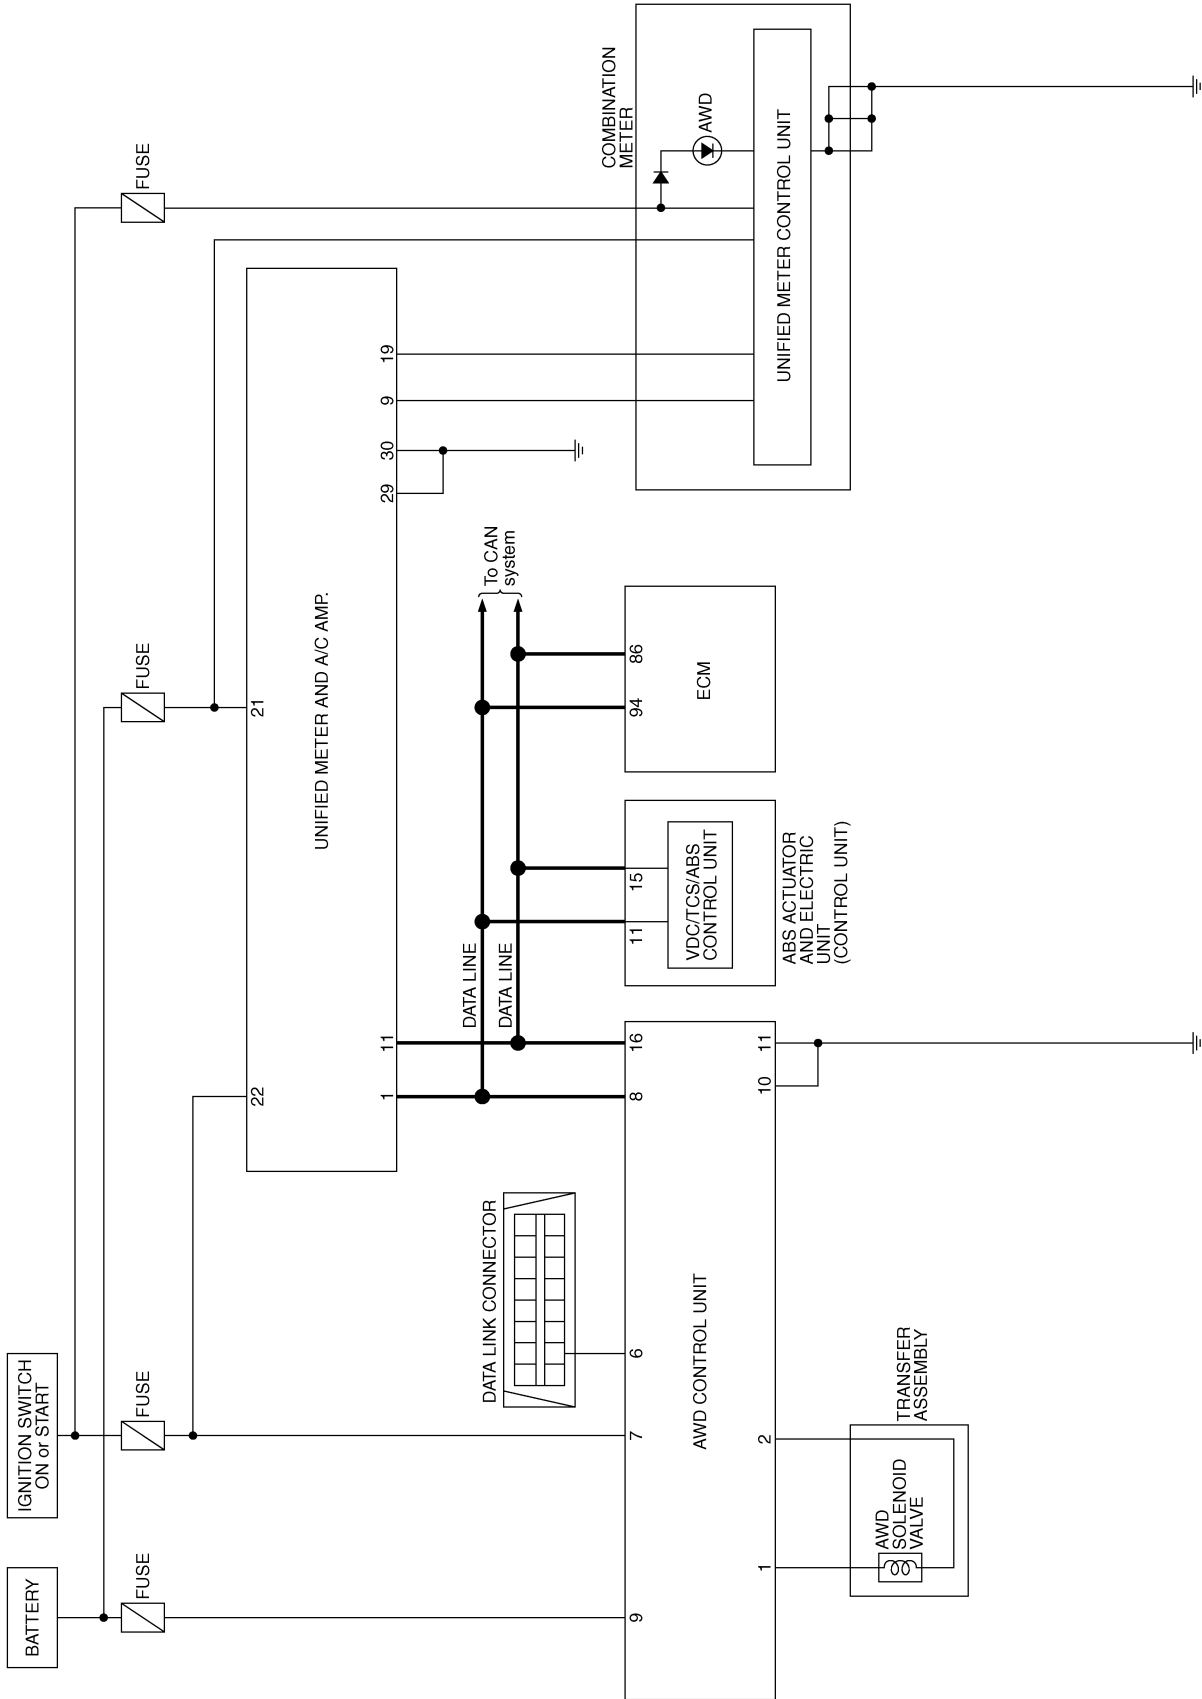 BATTERY
IGNITION SWITCH
ON or START
FUSE
FUSE
FUSE
FUSE
22
21
UNIFIED METER AND A/C AMP.
1
11
29
30
9
19
COMBINATION
METER
AWD
UNIFIED METER CONTROL UNIT
DATA LINK CONNECTOR
DATA LINE
DATA LINE
To CAN
system
9
7
6
8
16
AWD CONTROL UNIT
1
2
10
11
11
15
VDC/TCS/ABS
CONTROL UNIT
ABS ACTUATOR
AND ELECTRIC
UNIT
(CONTROL UNIT)
94
86
ECM
AWD
SOLENOID
VALVE
TRANSFER
ASSEMBLY